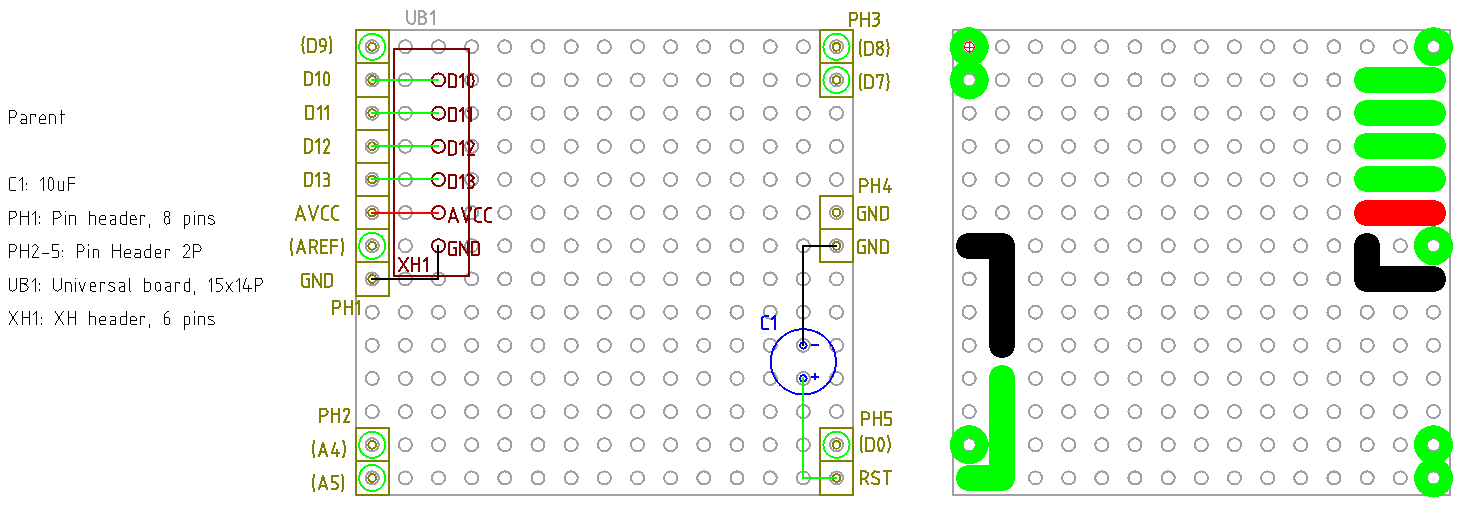 Parent
C1: 10uF
PH1: Pin header, 8 pins
PH2-5: Pin Header 2P
UB1: Universal board, 15x14P
XH1: XH header, 6 pins
UB1
(D9)
D10
D11
D12
D13
AVCC
(AREF)
GND
PH1
D10
D11
D12
D13
AVCC
GND
XH1
PH2
(A4)
(A5)
PH3
(D8)
(D7)
PH4
GND
GND
C1
-
+
PH5
(D0)
RST